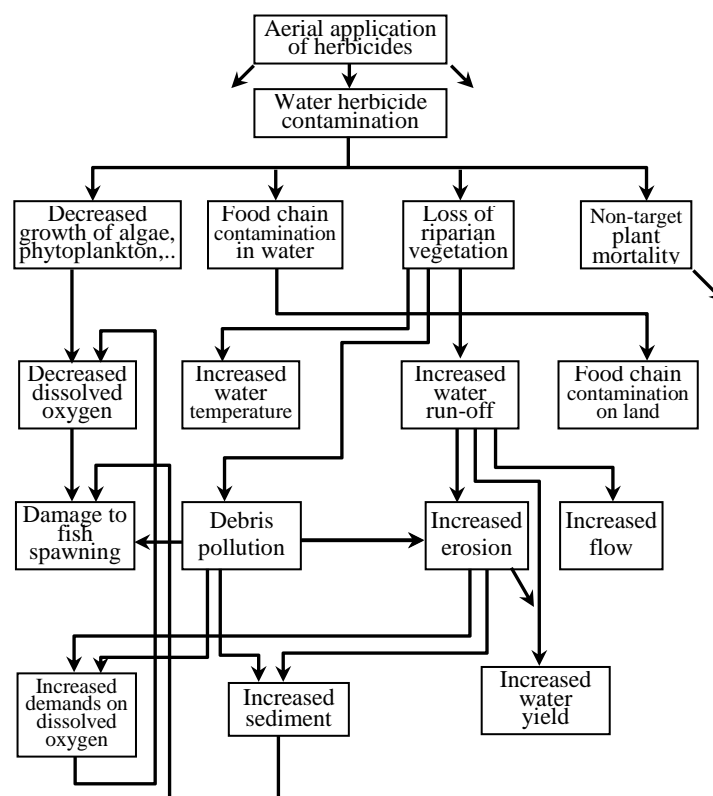 Aerial application
of herbicides
Water herbicide
contamination
Decreased
growth of algae,
phytoplankton,..
Food chain
contamination
in water
Loss of
riparian
vegetation
Non-target
plant
mortality
Decreased
dissolved
oxygen
Increased
water
temperature
Increased
water
run-off
Food chain
contamination
on land
Damage to
fish
spawning
Debris
pollution
Increased
erosion
Increased
flow
Increased
demands on
dissolved
oxygen
Increased
sediment
Increased
water
yield